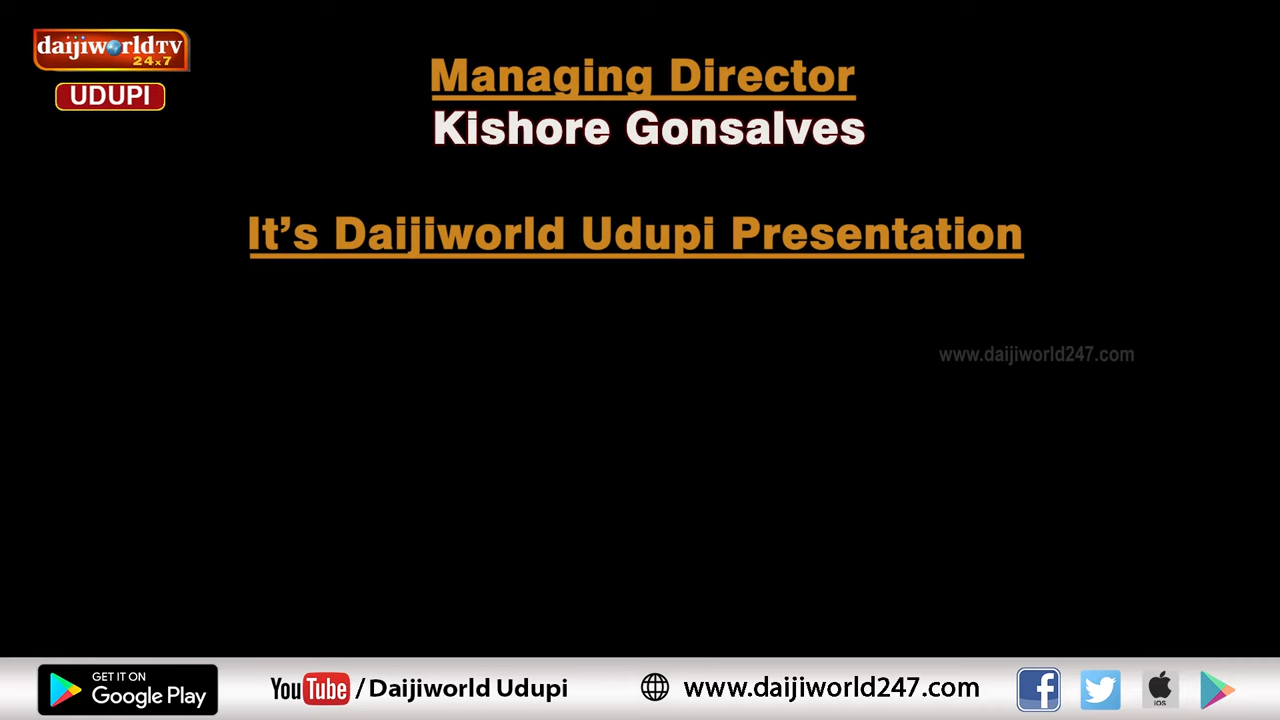 daijiworldTV
24x7
UDUPI
Managing Director
Kishore Gonsalves
It’s Daijiworld Udupi Presentation
www.daijiworld247.com
GET IT ON
Google Play
YouTube / Daijiworld Udupi
www.daijiworld247.com
f
iOS